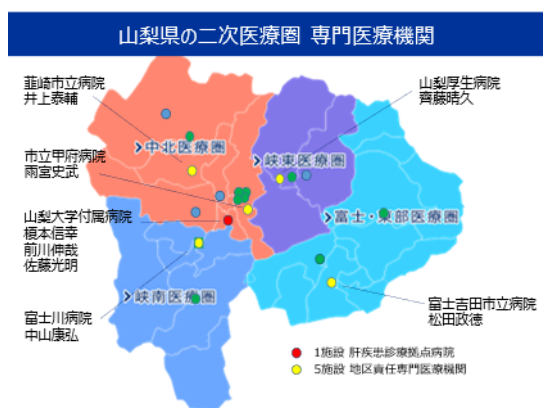 山梨県の二次医療圏 専門医療機関
韮崎市立病院
井上泰輔
山梨厚生病院
齊藤晴久
中北医療圏
峡東医療圏
市立甲府病院
雨宮史武
山梨大学付属病院
榎本信幸
前川伸哉
佐藤光明
富士・東部医療圏
峡南医療圏
富士川病院
中山康弘
富士吉田市立病院
松田政徳
1施設 肝疾患診療拠点病院
5施設 地区責任専門医療機関